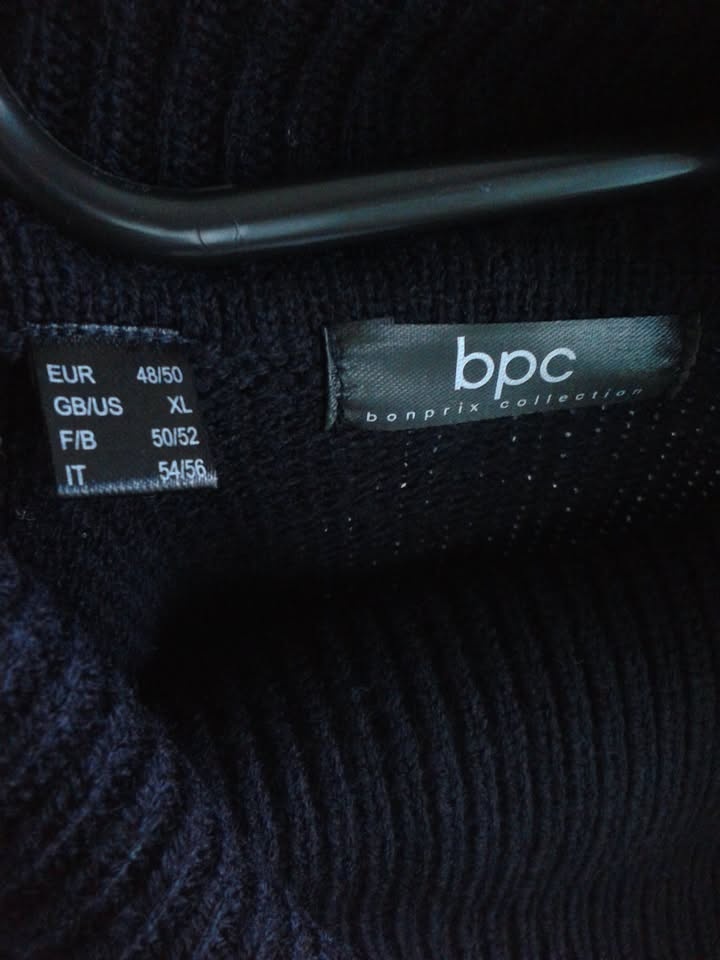 EUR 48/50
GB/US XL
F/B 50/52
IT 54/56
bpc
bonprix collection